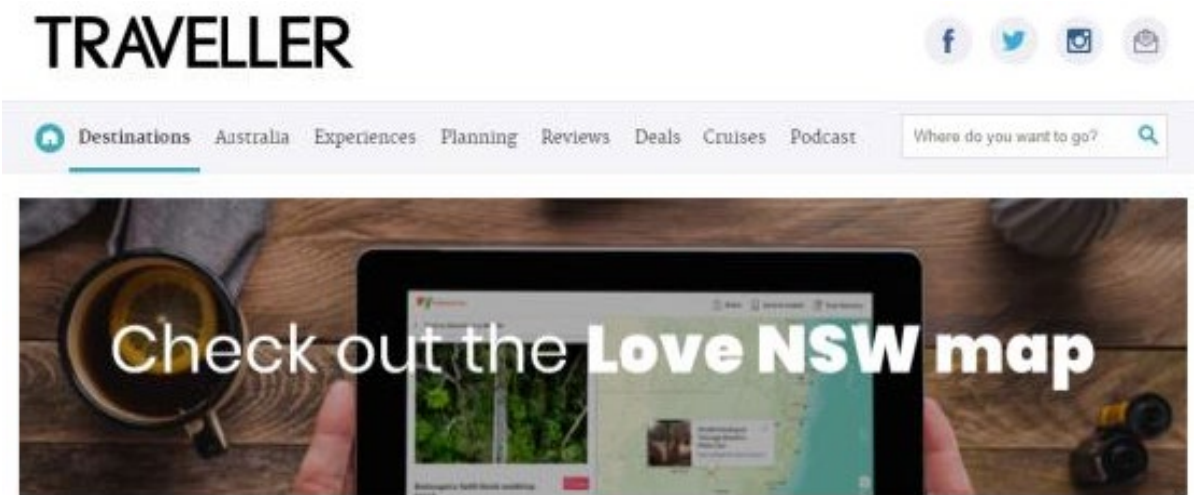 TRAVELLER
Destinations Australia Experiences Planning Reviews Deals Cruises Podcast
Where do you want to go?
Check out the Love NSW map